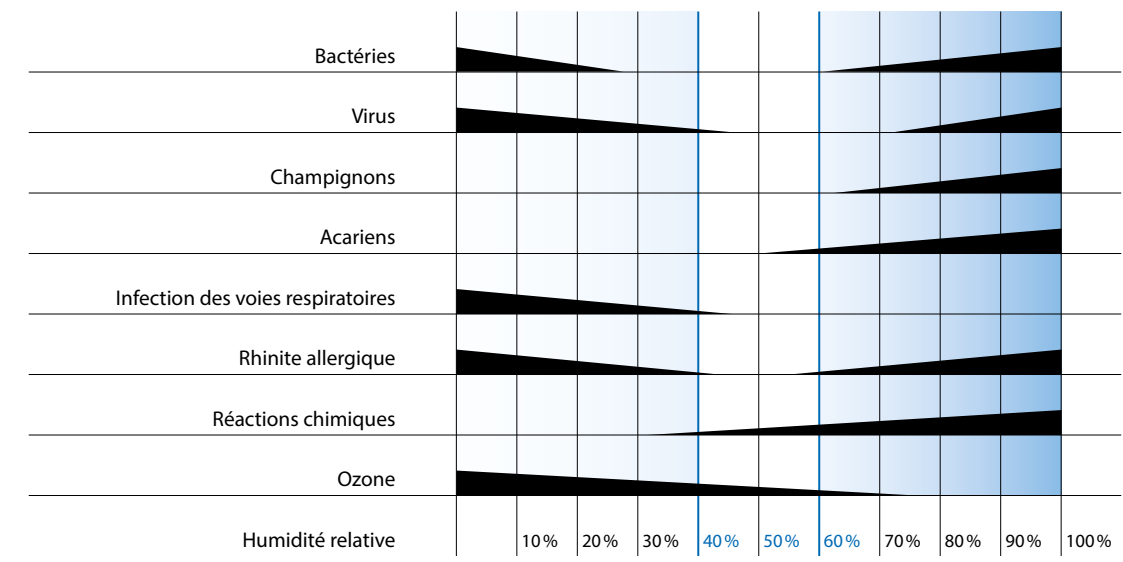 Bactéries
Virus
Champignons
Acariens
Infection des voies respiratoires
Rhinite allergique
Réactions chimiques
Ozone
Humidité relative 10 % 20 % 30 % 40 % 50 % 60 % 70 % 80 % 90 % 100 %